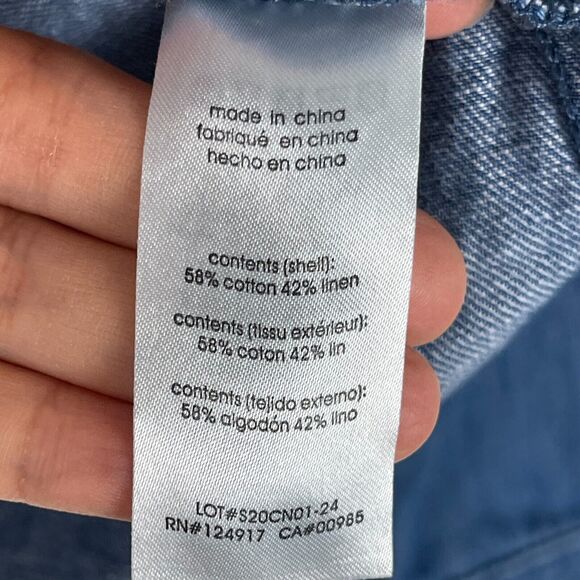 made in china
fabriqué en china
hecho en china
contents (shell):
58% cotton 42% linen
contents (tissu extérieur):
58% coton 42% lin
contents (tejido externo):
58% algodón 42% lino
LOT#S20CN01-24
RN#124917 CA#00985